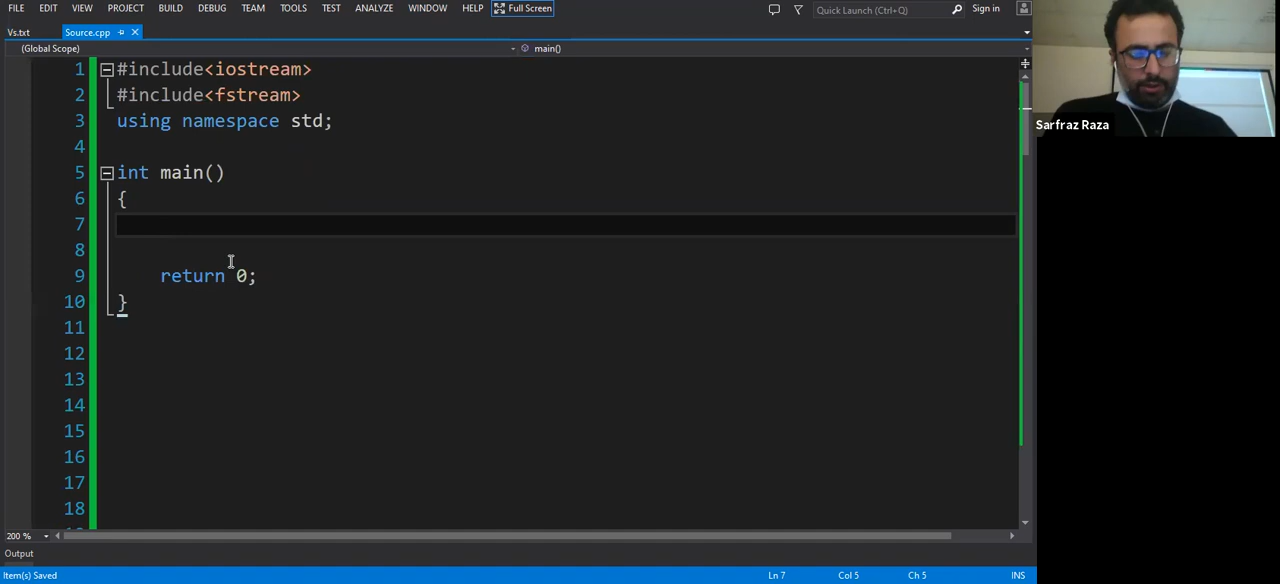 FILE EDIT VIEW PROJECT BUILD DEBUG TEAM TOOLS TEST ANALYZE WINDOW HELP Full Screen Quick Launch (Ctrl+Q) Sign in
Vs.txt Source.cpp
(Global Scope) main()
1 #include<iostream>
2 #include<fstream>
3 using namespace std;
4
5 int main()
6 {
7
8
9 return 0;
10 }
11
12
13
14
15
16
17
18
200 %
Output
Item(s) Saved Ln 7 Col 5 Ch 5 INS
Sarfraz Raza